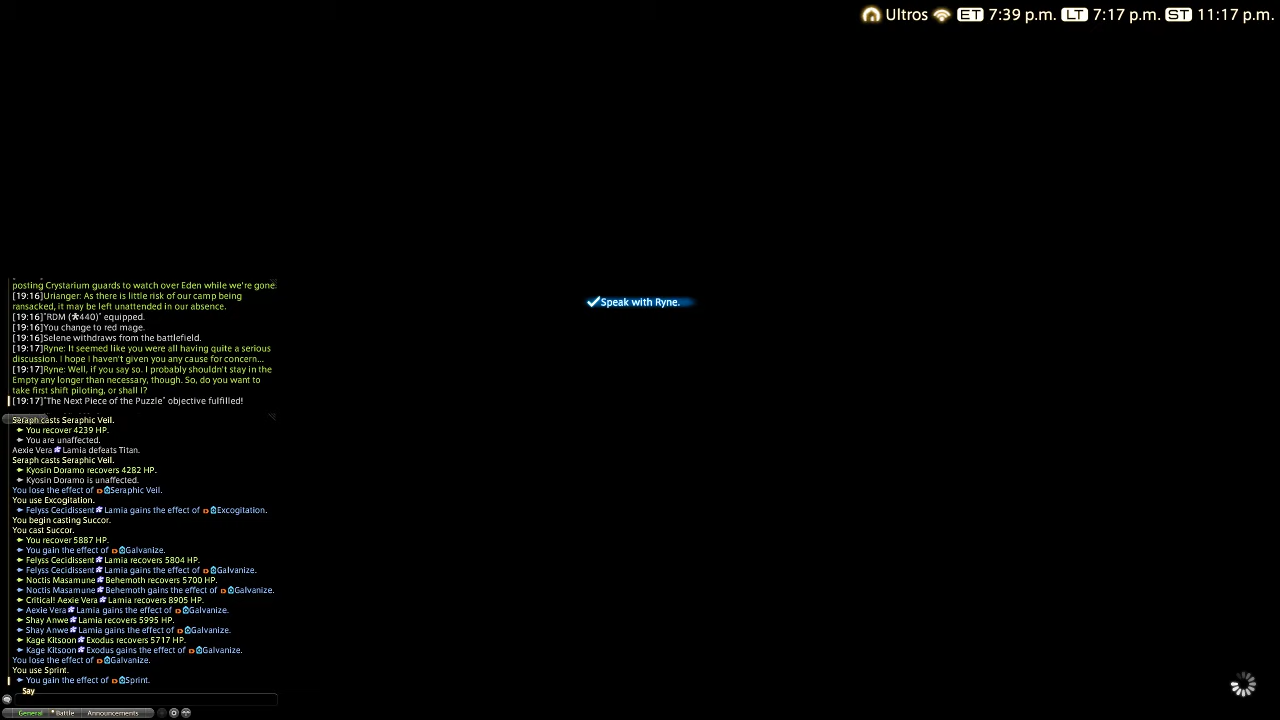 Ultros ET 7:39 p.m. LT 7:17 p.m. ST 11:17 p.m.
Speak with Ryne.
posting Crystarium guards to watch over Eden while we're gone.
[19:16]Urianger: As there is little risk of our camp being
ransacked, it may be left unattended in our absence.
[19:16]"RDM (440)" equipped.
[19:16]You change to red mage.
[19:16]Selene withdraws from the battlefield.
[19:17]Ryne: It seemed like you were all having quite a serious
discussion. I hope I haven't given you any cause for concern...
[19:17]Ryne: Well, if you say so. I probably shouldn't stay in the
Empty any longer than necessary, though. So, do you want to
take first shift piloting, or shall I?
[19:17]"The Next Piece of the Puzzle" objective fulfilled!
Seraph casts Seraphic Veil.
You recover 4239 HP.
You are unaffected.
Aexie Vera Lamia defeats Titan.
Seraph casts Seraphic Veil.
Kyosin Doramo recovers 4282 HP.
Kyosin Doramo is unaffected.
You lose the effect of Seraphic Veil.
You use Excogitation.
Felyss Cecidissent Lamia gains the effect of Excogitation.
You begin casting Succor.
You cast Succor.
You recover 5887 HP.
You gain the effect of Galvanize.
Felyss Cecidissent Lamia recovers 5804 HP.
Felyss Cecidissent Lamia gains the effect of Galvanize.
Noctis Masamune Behemoth recovers 5700 HP.
Noctis Masamune Behemoth gains the effect of Galvanize.
Critical! Aexie Vera Lamia recovers 8905 HP.
Aexie Vera Lamia gains the effect of Galvanize.
Shay Anwe Lamia recovers 5995 HP.
Shay Anwe Lamia gains the effect of Galvanize.
Kage Kitsoon Exodus recovers 5717 HP.
Kage Kitsoon Exodus gains the effect of Galvanize.
You lose the effect of Galvanize.
You use Sprint.
You gain the effect of Sprint.
Say
General Battle Announcements